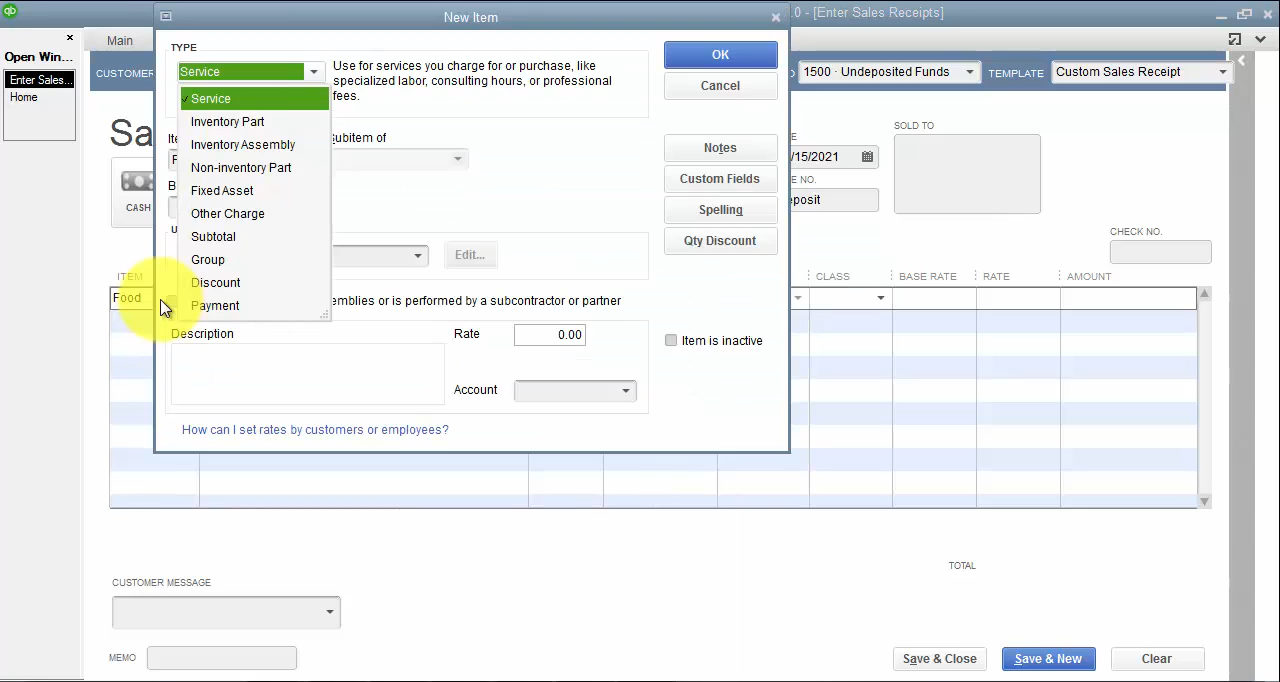 qb
.0 - [Enter Sales Receipts]
New Item
Open Win...
Enter Sales...
Home
Main
CUSTOMER
1500 · Undeposited Funds
TEMPLATE
Custom Sales Receipt
TYPE
Service
Use for services you charge for or purchase, like
specialized labor, consulting hours, or professional
fees.
Service
Inventory Part
Inventory Assembly
Non-inventory Part
Fixed Asset
Other Charge
Subtotal
Group
Discount
Payment
OK
Cancel
Notes
Custom Fields
Spelling
Qty Discount
Subitem of
Edit...
emblies or is performed by a subcontractor or partner
Description
Rate
0.00
Account
Item is inactive
How can I set rates by customers or employees?
Sa
CASH
/15/2021
E NO.
eposit
SOLD TO
CHECK NO.
ITEM
CLASS
BASE RATE
RATE
AMOUNT
Food
TOTAL
CUSTOMER MESSAGE
MEMO
Save & Close
Save & New
Clear